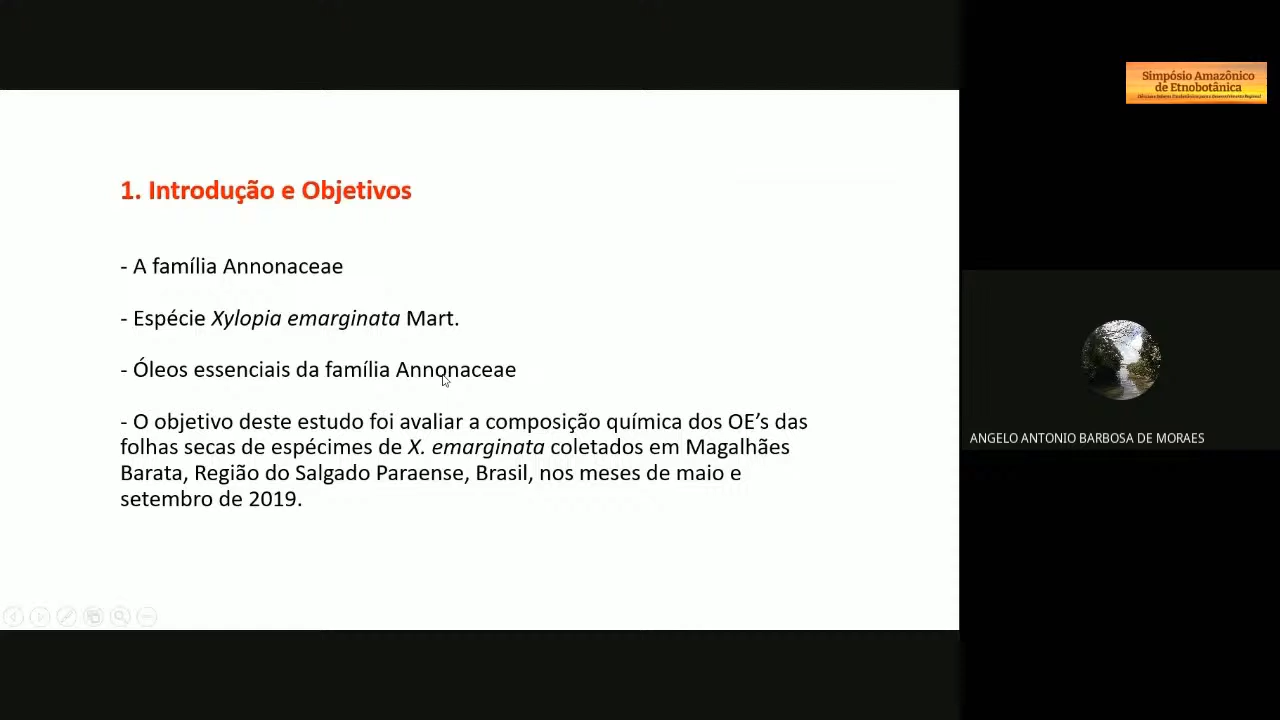 Simpósio Amazônico
de Etnobotânica
1. Introdução e Objetivos
- A família Annonaceae
- Espécie Xylopia emarginata Mart.
- Óleos essenciais da família Annonaceae
- O objetivo deste estudo foi avaliar a composição química dos OE’s das
folhas secas de espécimes de X. emarginata coletados em Magalhães
Barata, Região do Salgado Paraense, Brasil, nos meses de maio e
setembro de 2019.
ANGELO ANTONIO BARBOSA DE MORAES